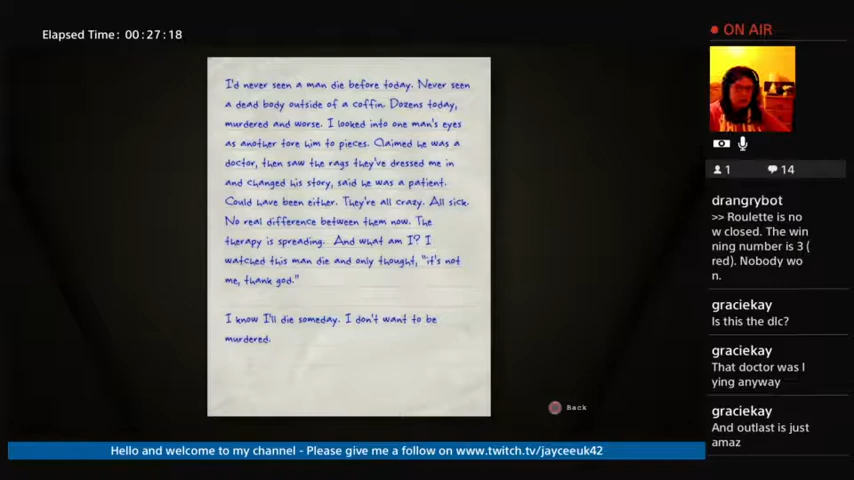 Elapsed Time: 00:27:18
I'd never seen a man die before today. Never seen
a dead body outside of a coffin. Dozens today,
murdered and worse. I looked into one man's eyes
as another tore him to pieces. Claimed he was a
doctor, then saw the rags they've dressed me in
and changed his story, said he was a patient.
Could have been either. They're all crazy. All sick.
No real difference between them now. The
therapy is spreading. And what am I? I
watched this man die and only thought, "it's not
me, thank god."
I know I'll die someday. I don't want to be
murdered.
Back
Hello and welcome to my channel - Please give me a follow on www.twitch.tv/jayceeuk42
ON AIR
1 14
drangrybot
>> Roulette is no
w closed. The win
ning number is 3 (
red). Nobody wo
n.
graciekay
Is this the dlc?
graciekay
That doctor was l
ying anyway
graciekay
And outlast is just
amaz